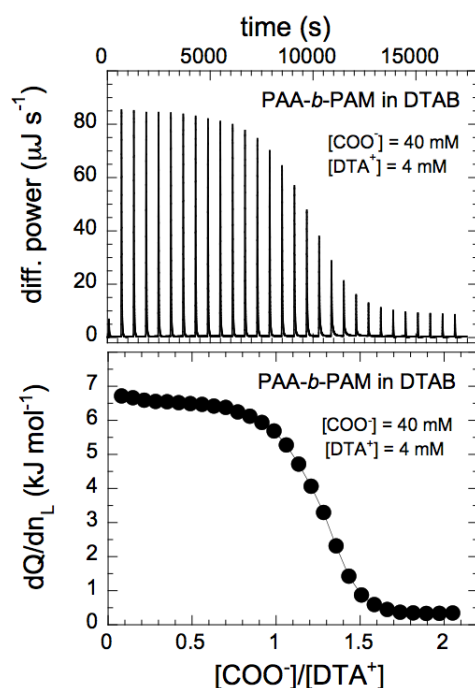 time (s)
0 5000 10000 15000
PAA-b-PAM in DTAB
[COO⁻] = 40 mM
[DTA⁺] = 4 mM
diff. power (μJ s⁻¹)
80
60
40
20
0
PAA-b-PAM in DTAB
[COO⁻] = 40 mM
[DTA⁺] = 4 mM
dQ/dn_L (kJ mol⁻¹)
7
6
5
4
3
2
1
0
0 0.5 1 1.5 2
[COO⁻]/[DTA⁺]